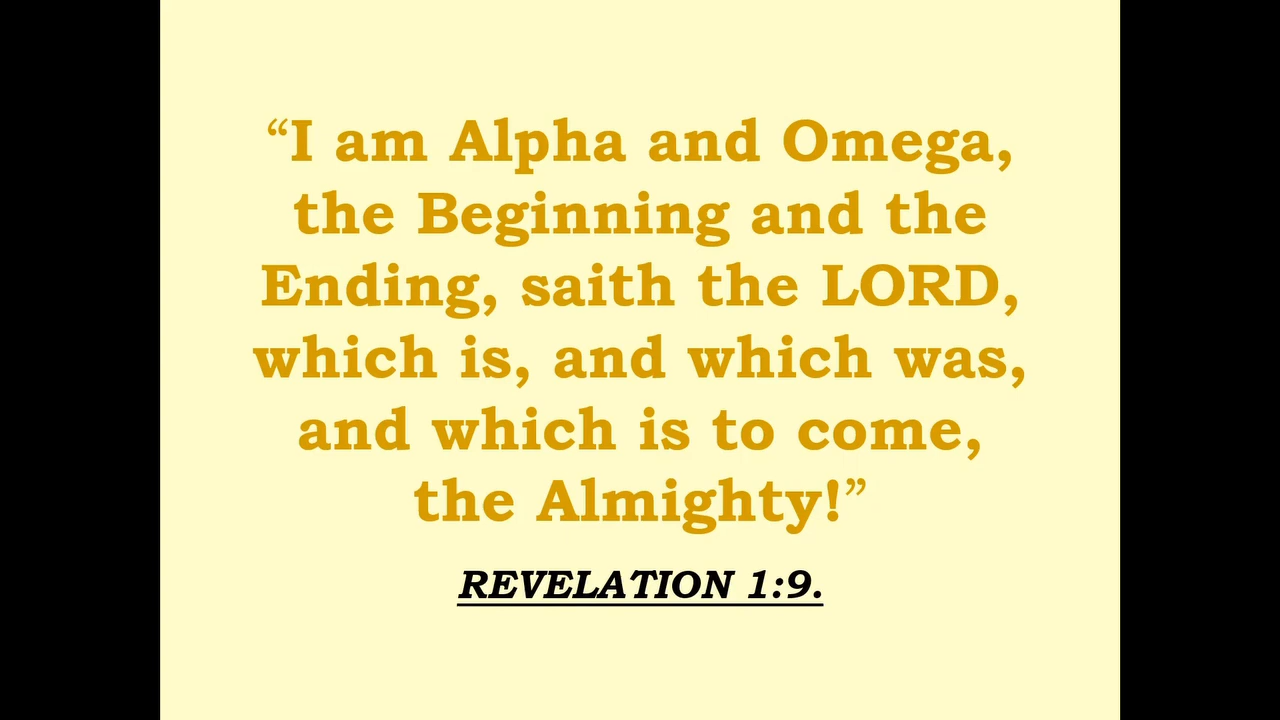 “I am Alpha and Omega,
the Beginning and the
Ending, saith the LORD,
which is, and which was,
and which is to come,
the Almighty!”
REVELATION 1:9.